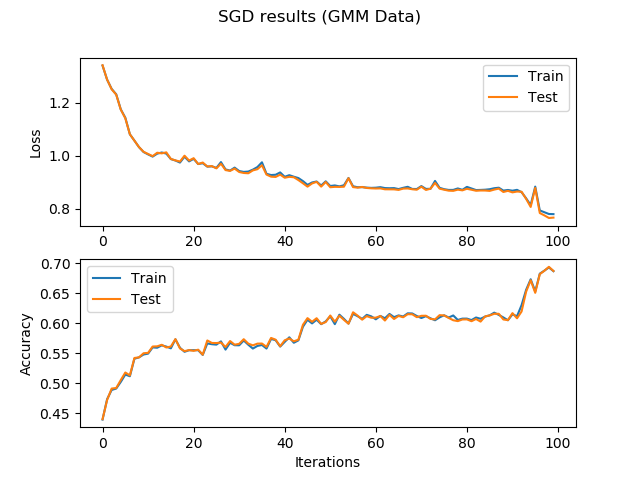 SGD results (GMM Data)
Loss
1.2
1.0
0.8
Train
Test
0 20 40 60 80 100
Accuracy
0.70
0.65
0.60
0.55
0.50
0.45
Train
Test
0 20 40 60 80 100
Iterations